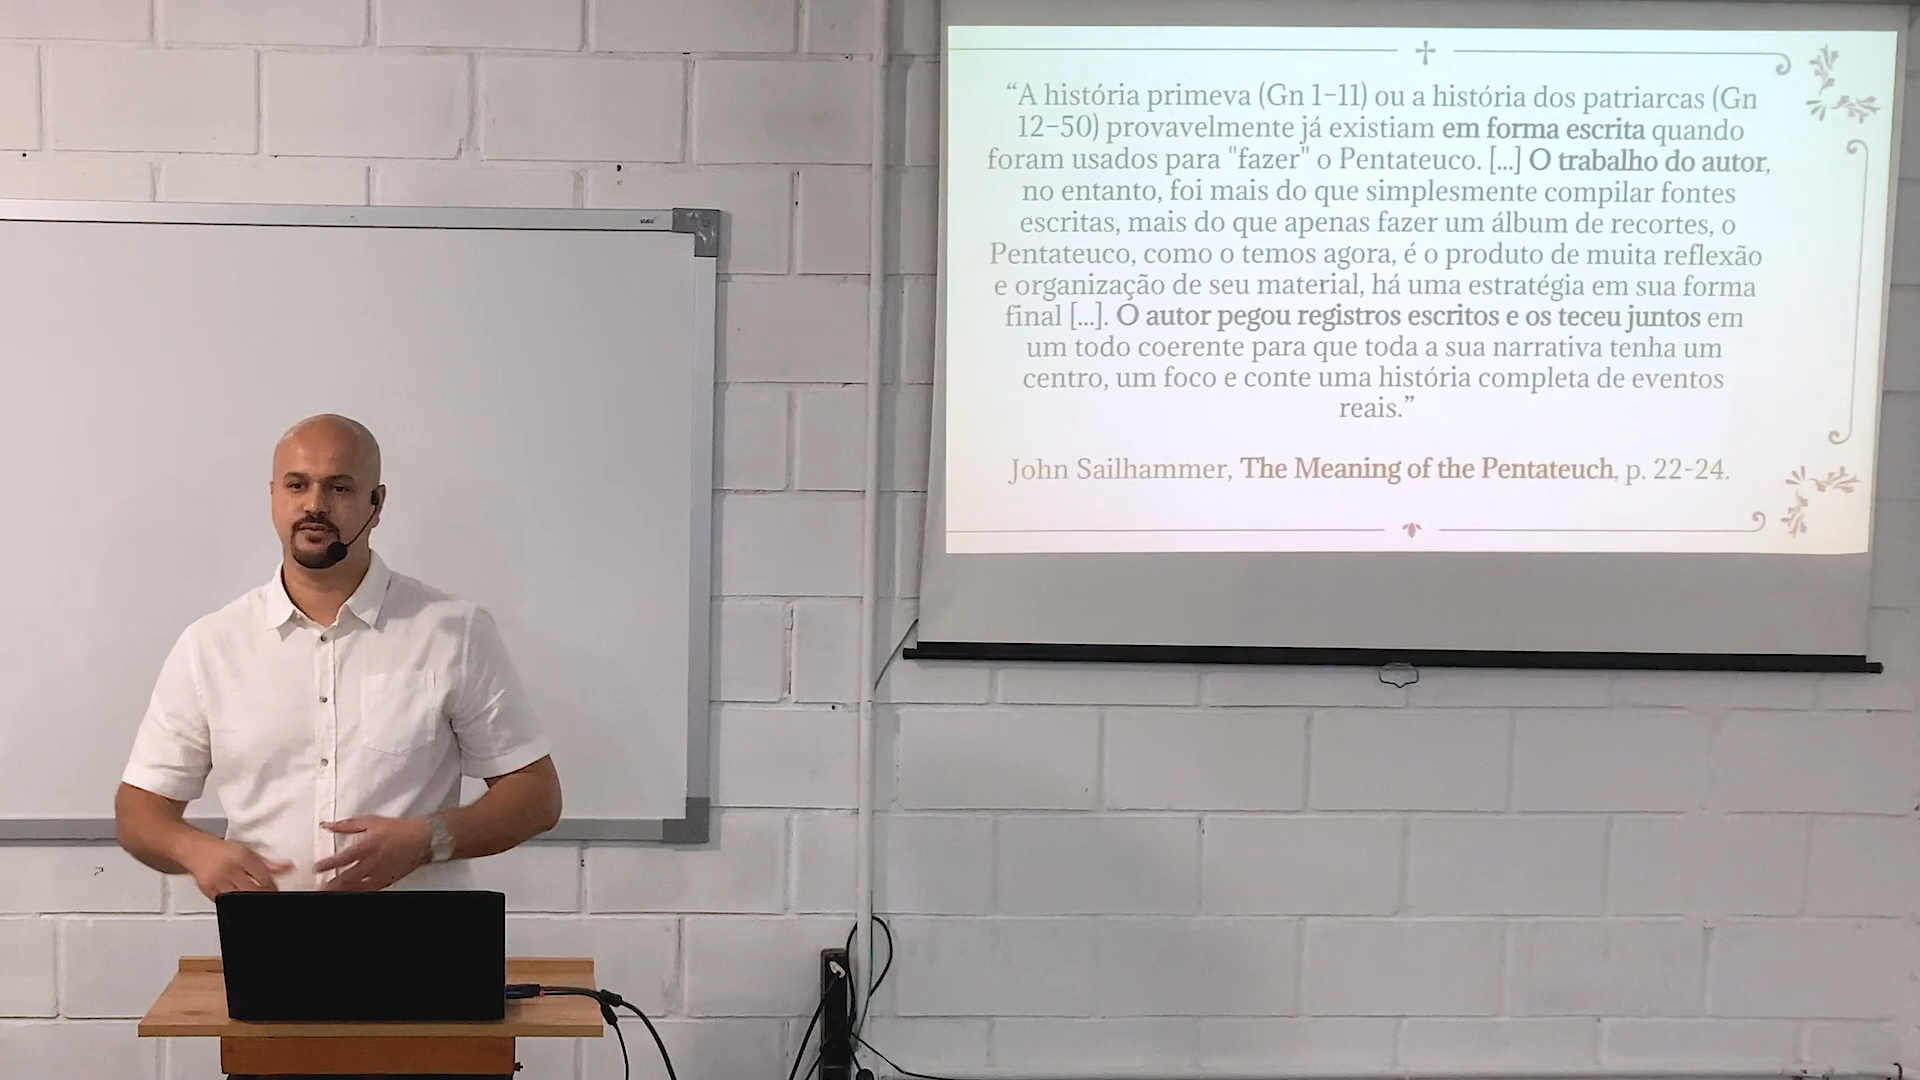 “A história primeva (Gn 1-11) ou a história dos patriarcas (Gn
12-50) provavelmente já existiam em forma escrita quando
foram usados para "fazer" o Pentateuco. [...] O trabalho do autor,
no entanto, foi mais do que simplesmente compilar fontes
escritas, mais do que apenas fazer um álbum de recortes, o
Pentateuco, como o temos agora, é o produto de muita reflexão
e organização de seu material, há uma estratégia em sua forma
final [...]. O autor pegou registros escritos e os teceu juntos em
um todo coerente para que toda a sua narrativa tenha um
centro, um foco e conte uma história completa de eventos
reais.”
John Sailhammer, The Meaning of the Pentateuch, p. 22-24.